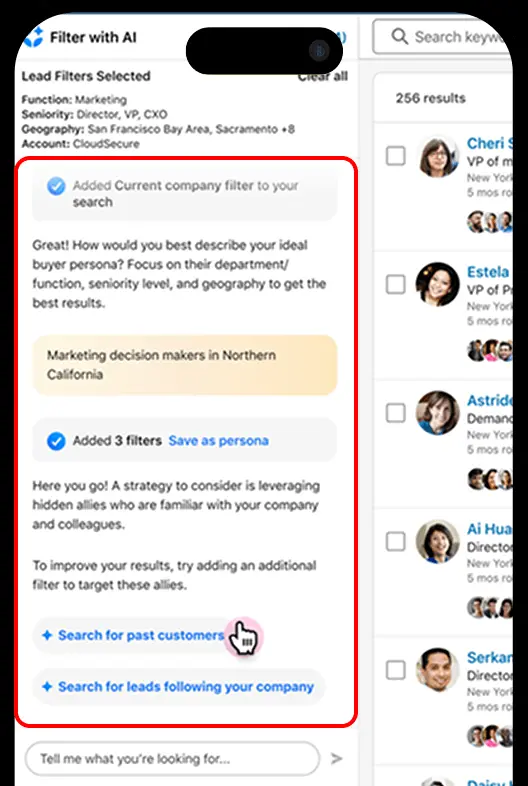 Filter with AI
Lead Filters Selected
Clear all
Function: Marketing
Seniority: Director, VP, CXO
Geography: San Francisco Bay Area, Sacramento +8
Account: CloudSecure
Added Current company filter to your
search
Great! How would you best describe your ideal
buyer persona? Focus on their department/
function, seniority level, and geography to get the
best results.
Marketing decision makers in Northern
California
Added 3 filters Save as persona
Here you go! A strategy to consider is leveraging
hidden allies who are familiar with your company
and colleagues.
To improve your results, try adding an additional
filter to target these allies.
Search for past customers
Search for leads following your company
Tell me what you're looking for...
Search keyw
256 results
Cheri S
VP of m
New York
5 mos ro
Estela
VP of Pr
New York
5 mos ro
Astride
Demanc
New York
5 mos ro
Ai Hua
Director
New York
5 mos ro
Serkan
Director
New York
5 mos ro
Daisy H